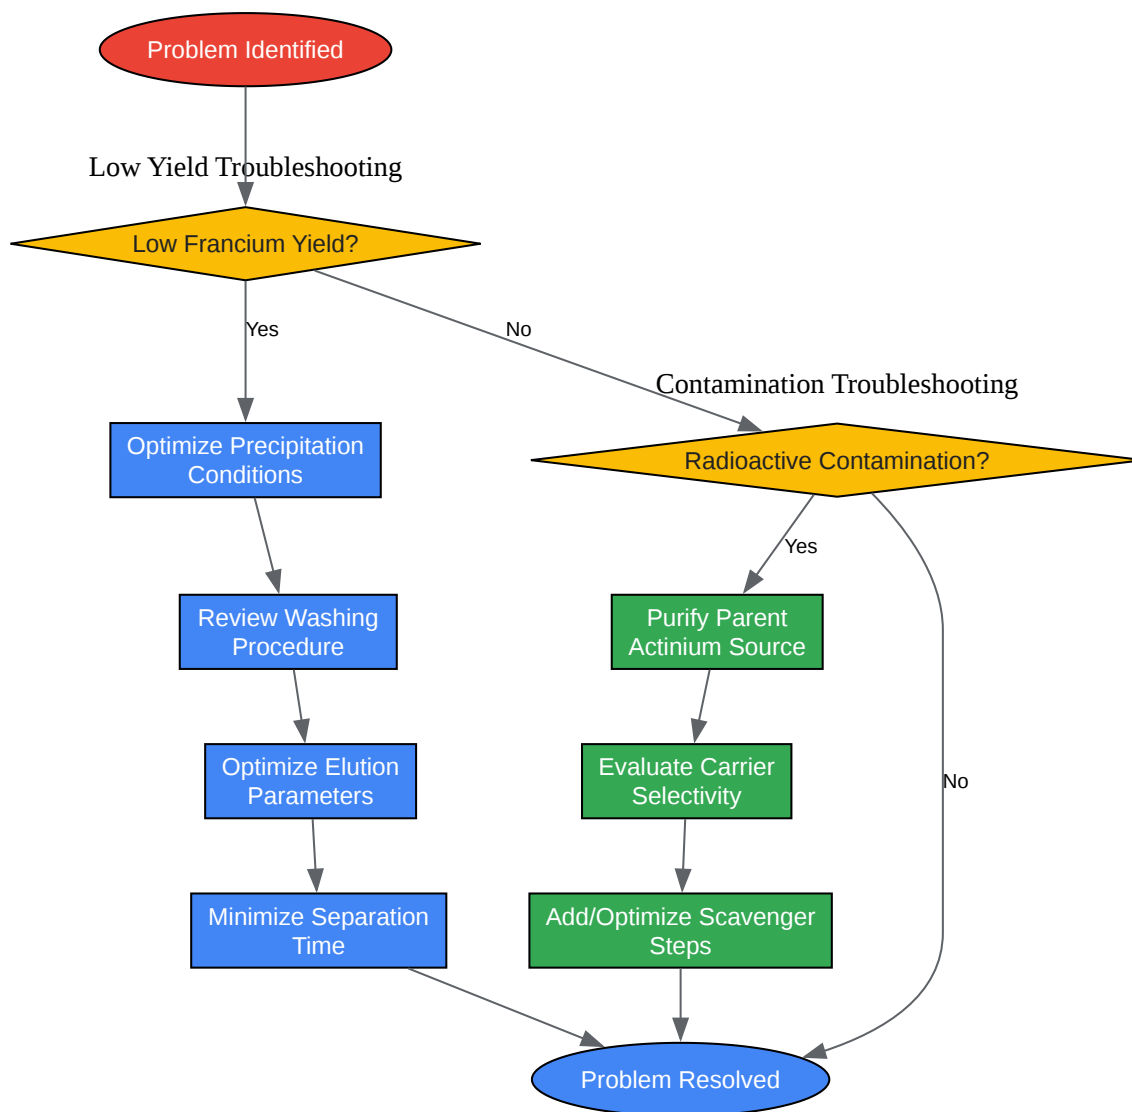 Problem Identified
Low Yield Troubleshooting
Low Francium Yield?
Yes
No
Contamination Troubleshooting
Optimize Precipitation
Conditions
Radioactive Contamination?
Yes
Review Washing
Procedure
Purify Parent
Actinium Source
Optimize Elution
Parameters
Evaluate Carrier
Selectivity
No
Minimize Separation
Time
Add/Optimize Scavenger
Steps
Problem Resolved